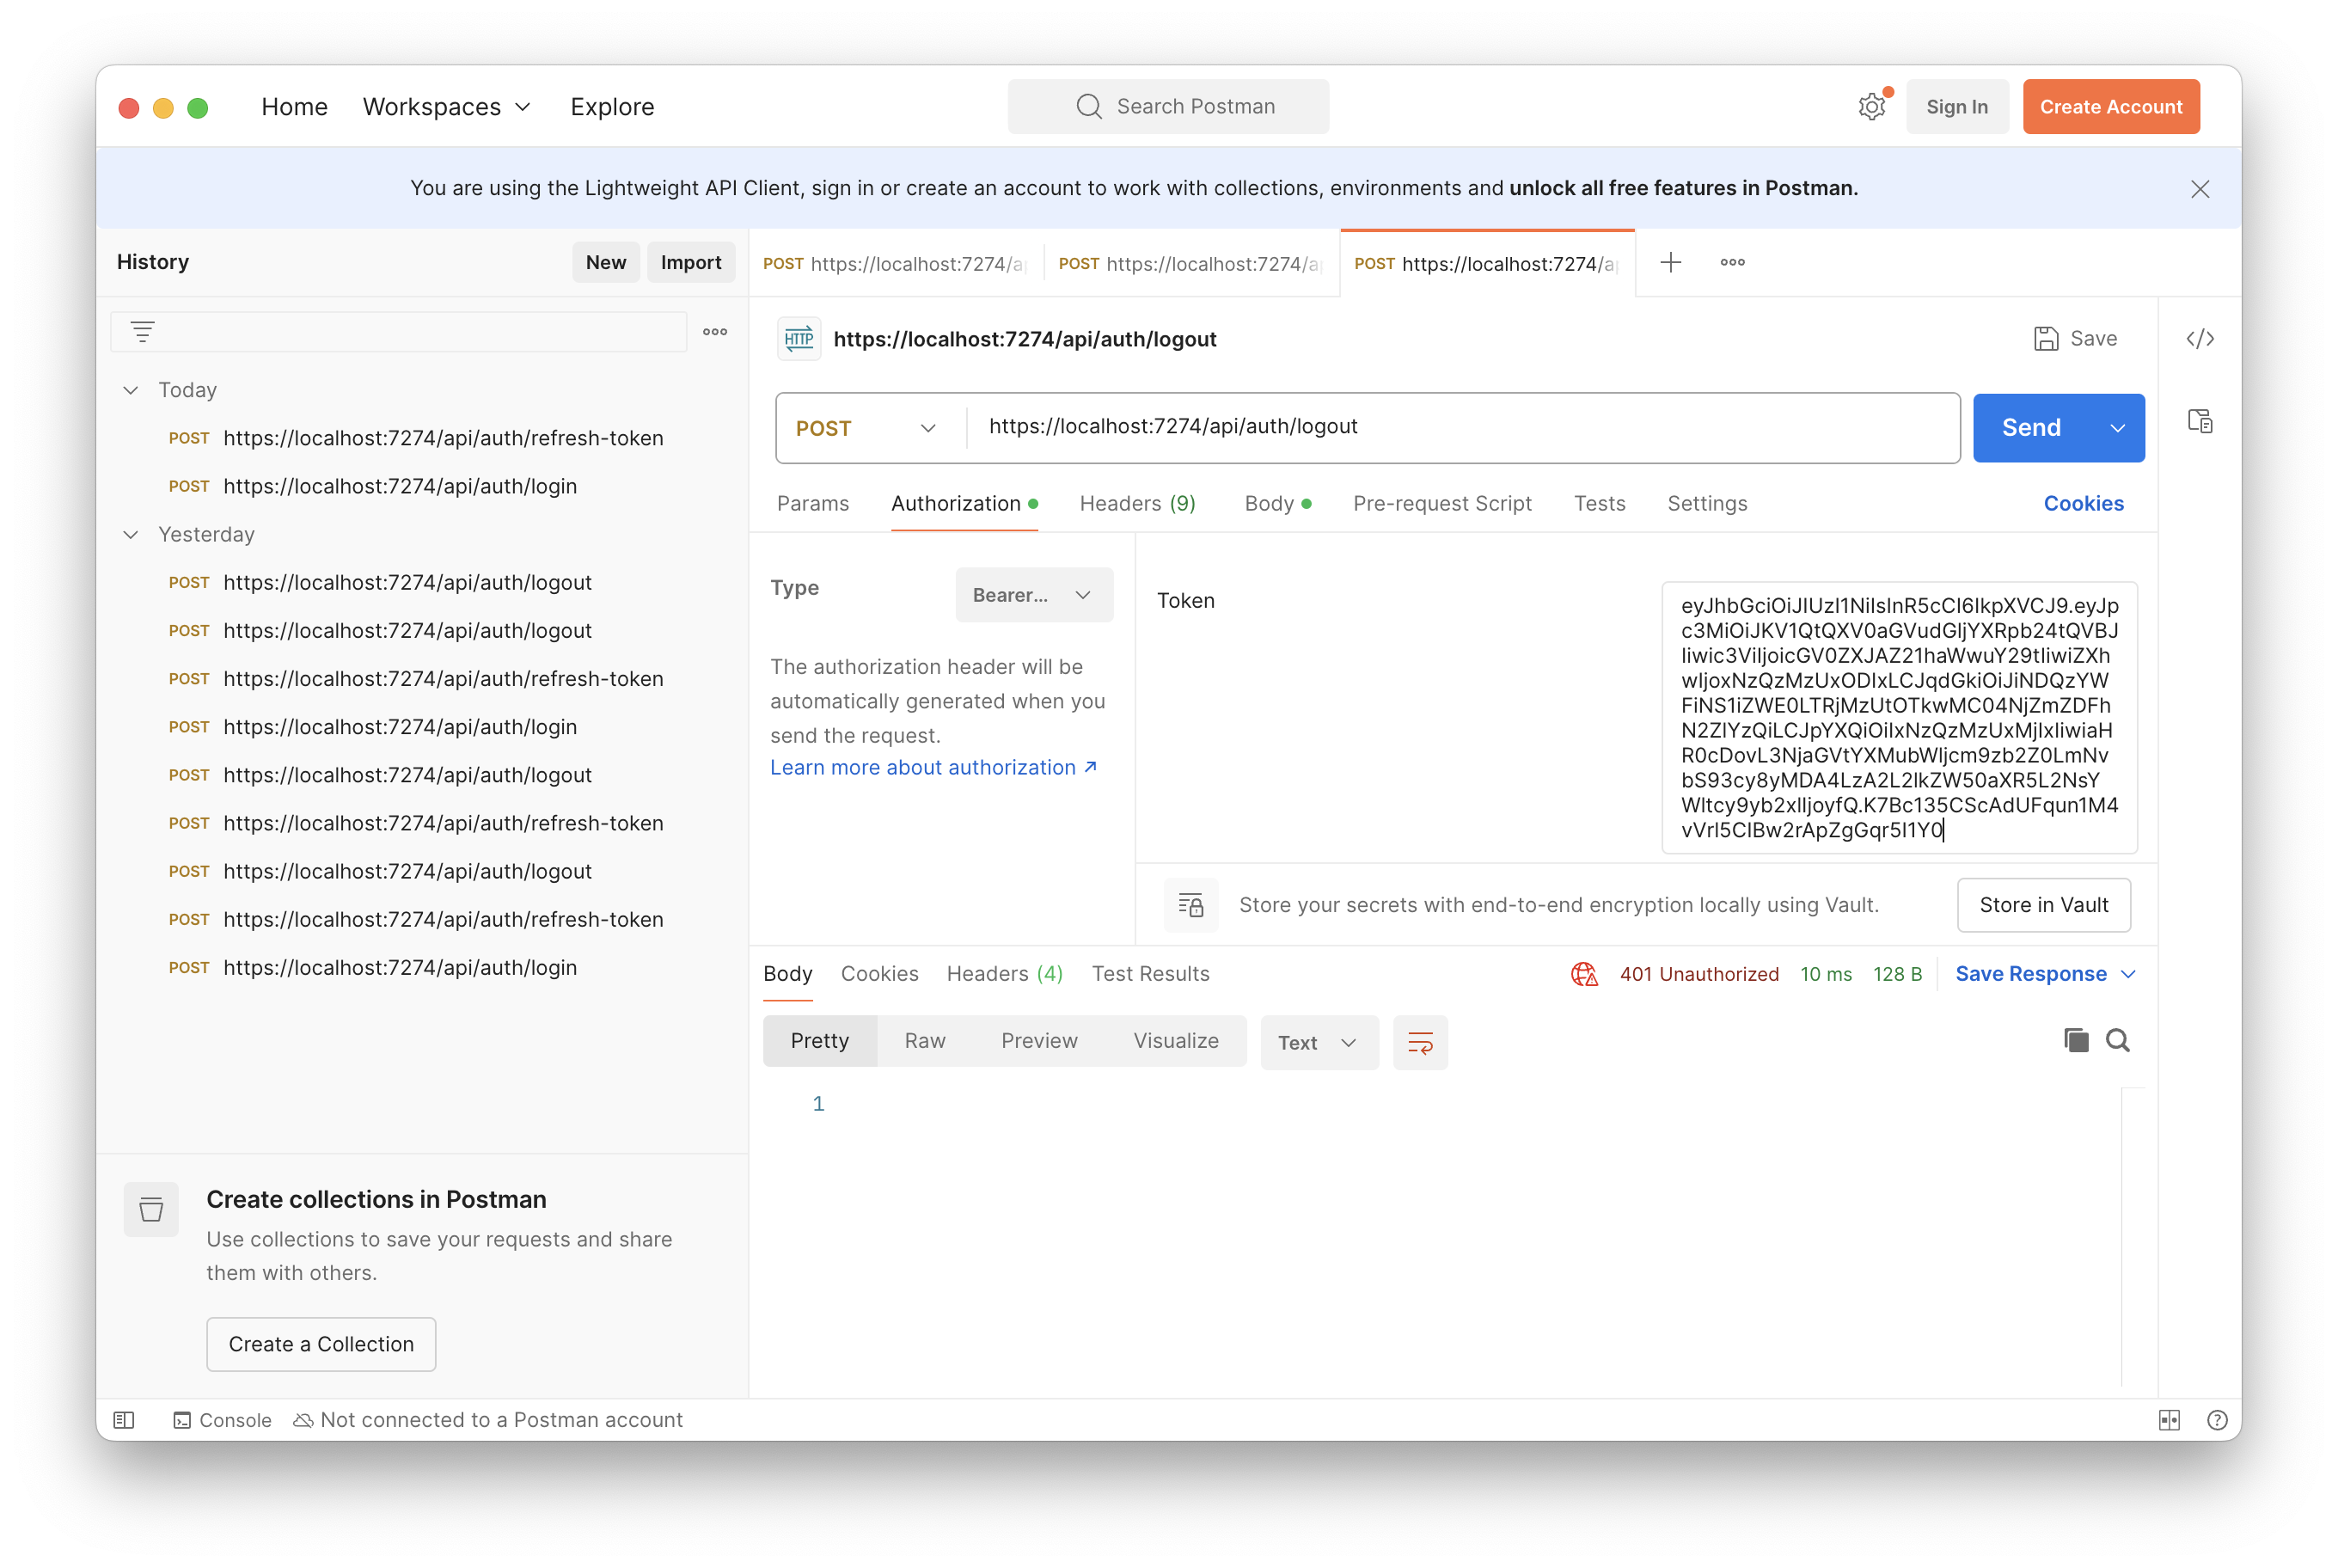 Home Workspaces Explore
Search Postman
Sign In Create Account
You are using the Lightweight API Client, sign in or create an account to work with collections, environments and unlock all free features in Postman.
History New Import
Today
POST https://localhost:7274/api/auth/refresh-token
POST https://localhost:7274/api/auth/login
Yesterday
POST https://localhost:7274/api/auth/logout
POST https://localhost:7274/api/auth/logout
POST https://localhost:7274/api/auth/refresh-token
POST https://localhost:7274/api/auth/login
POST https://localhost:7274/api/auth/logout
POST https://localhost:7274/api/auth/refresh-token
POST https://localhost:7274/api/auth/logout
POST https://localhost:7274/api/auth/refresh-token
POST https://localhost:7274/api/auth/login
Create collections in Postman
Use collections to save your requests and share
them with others.
Create a Collection
POST https://localhost:7274/a
POST https://localhost:7274/a
POST https://localhost:7274/a
HTTP https://localhost:7274/api/auth/logout
Save
POST https://localhost:7274/api/auth/logout
Send
Params Authorization Headers (9) Body Pre-request Script Tests Settings Cookies
Type Bearer...
The authorization header will be
automatically generated when you
send the request.
Learn more about authorization
Token
eyJhbGciOiJIUzI1NiIsInR5cCI6IkpXVCJ9.eyJp
c3MiOiJKV1QtQXV0aGVudGljYXRpb24tQVBJ
Iiwic3ViIjoicGV0ZXJAZ21haWwuY29tIiwiZXh
wIjoxNzQzMzUxODIxLCJqdGkiOiJiNDQzYW
FiNS1iZWE0LTRjMzUtOTkwMC04NjZmZDFh
N2ZlYzQiLCJpYXQiOiIxNzQzMzUxMjIxIiwiaH
R0cDovL3NjaGVtYXMubWljcm9zb2Z0LmNv
bS93cy8yMDA4LzA2L2lkZW50aXR5L2NsY
Wltcy9yb2xlIjoyfQ.K7Bc135CScAdUFqun1M4
Store your secrets with end-to-end encryption locally using Vault.
Store in Vault
Body Cookies Headers (4) Test Results
401 Unauthorized 10 ms 128 B Save Response
Pretty Raw Preview Visualize Text
1
Console Not connected to a Postman account